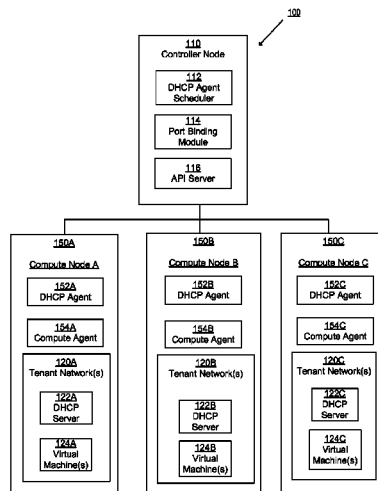 100
110
Controller Node
112
DHCP Agent
Scheduler
114
Port Binding
Module
116
API Server
150A
Compute Node A
152A
DHCP Agent
154A
Compute Agent
120A
Tenant Network(s)
122A
DHCP
Server
124A
Virtual
Machine(s)
150B
Compute Node B
152B
DHCP Agent
154B
Compute Agent
120B
Tenant Network(s)
122B
DHCP
Server
124B
Virtual
Machine(s)
150C
Compute Node C
152C
DHCP Agent
154C
Compute Agent
120C
Tenant Network(s)
122C
DHCP
Server
124C
Virtual
Machine(s)